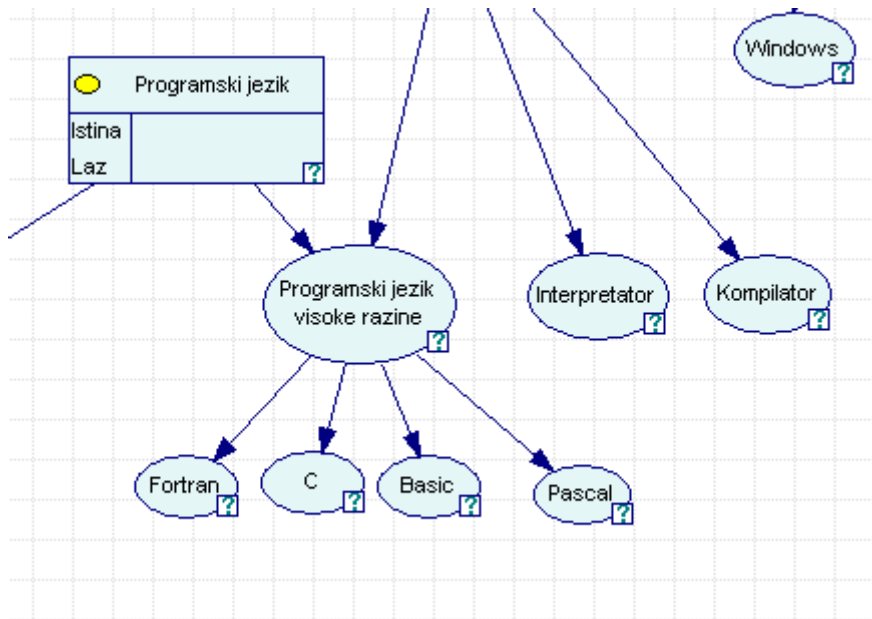 Windows
?
Programski jezik
Istina
Laz
?
Programski jezik
visoke razine
?
Interpretator
?
Kompilator
?
Fortran
?
C
?
Basic
?
Pascal
?